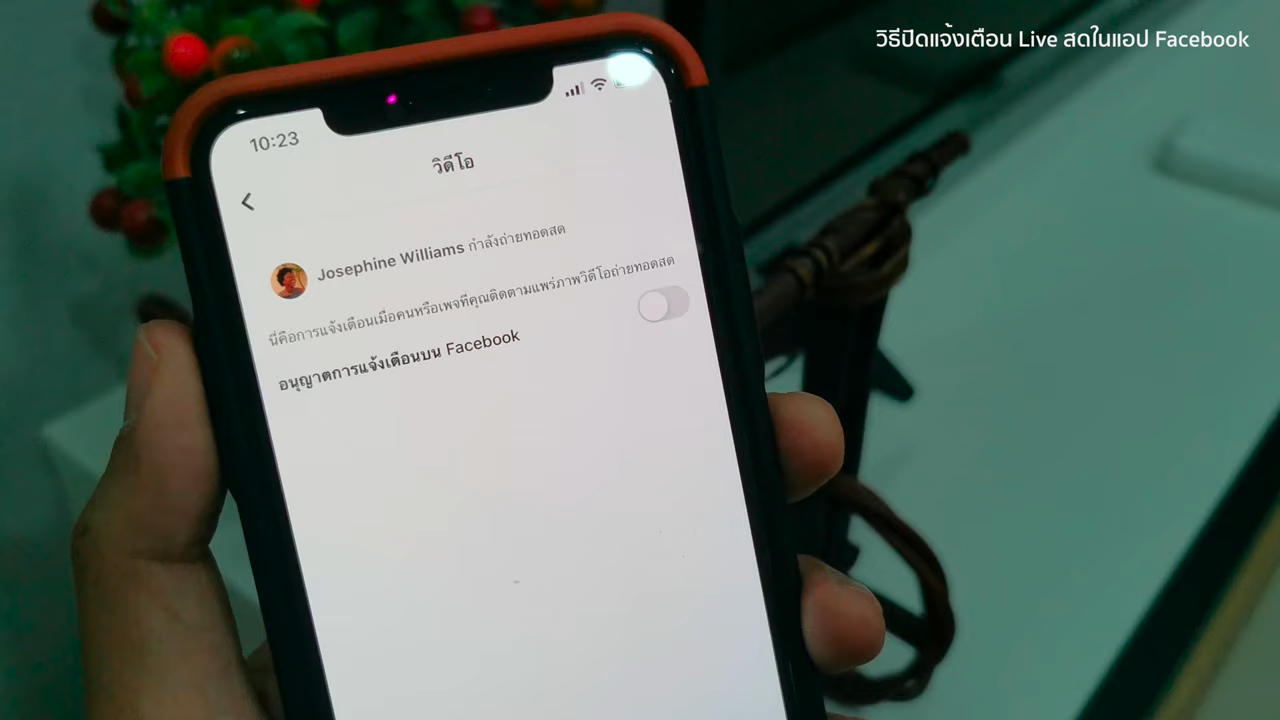 วิธีปิดแจ้งเตือน Live สดในแอป Facebook
10:23
วิดีโอ
Josephine Williams กำลังถ่ายทอดสด
นี่คือการแจ้งเตือนเมื่อคนหรือเพจที่คุณติดตามแพร่ภาพวิดีโอถ่ายทอดสด
อนุญาตการแจ้งเตือนบน Facebook